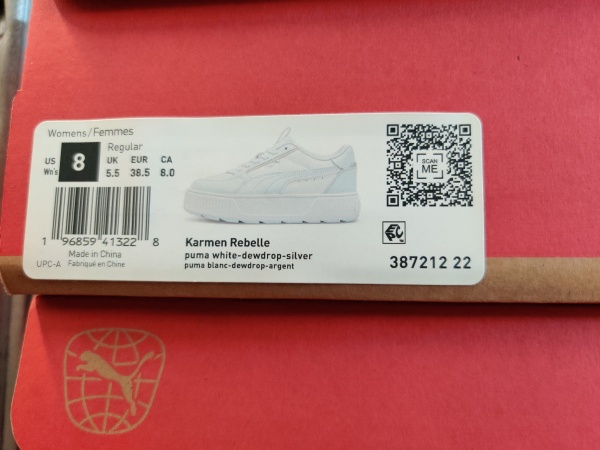 Womens/Femmes
Regular
US UK EUR CA
Wn's 8 5.5 38.5 8.0
1 96859 41322 8
Made in China
UPC-A Fabriqué en China
Karmen Rebelle
puma white-dewdrop-silver
puma blanc-dewdrop-argent
SCAN
ME
387212 22